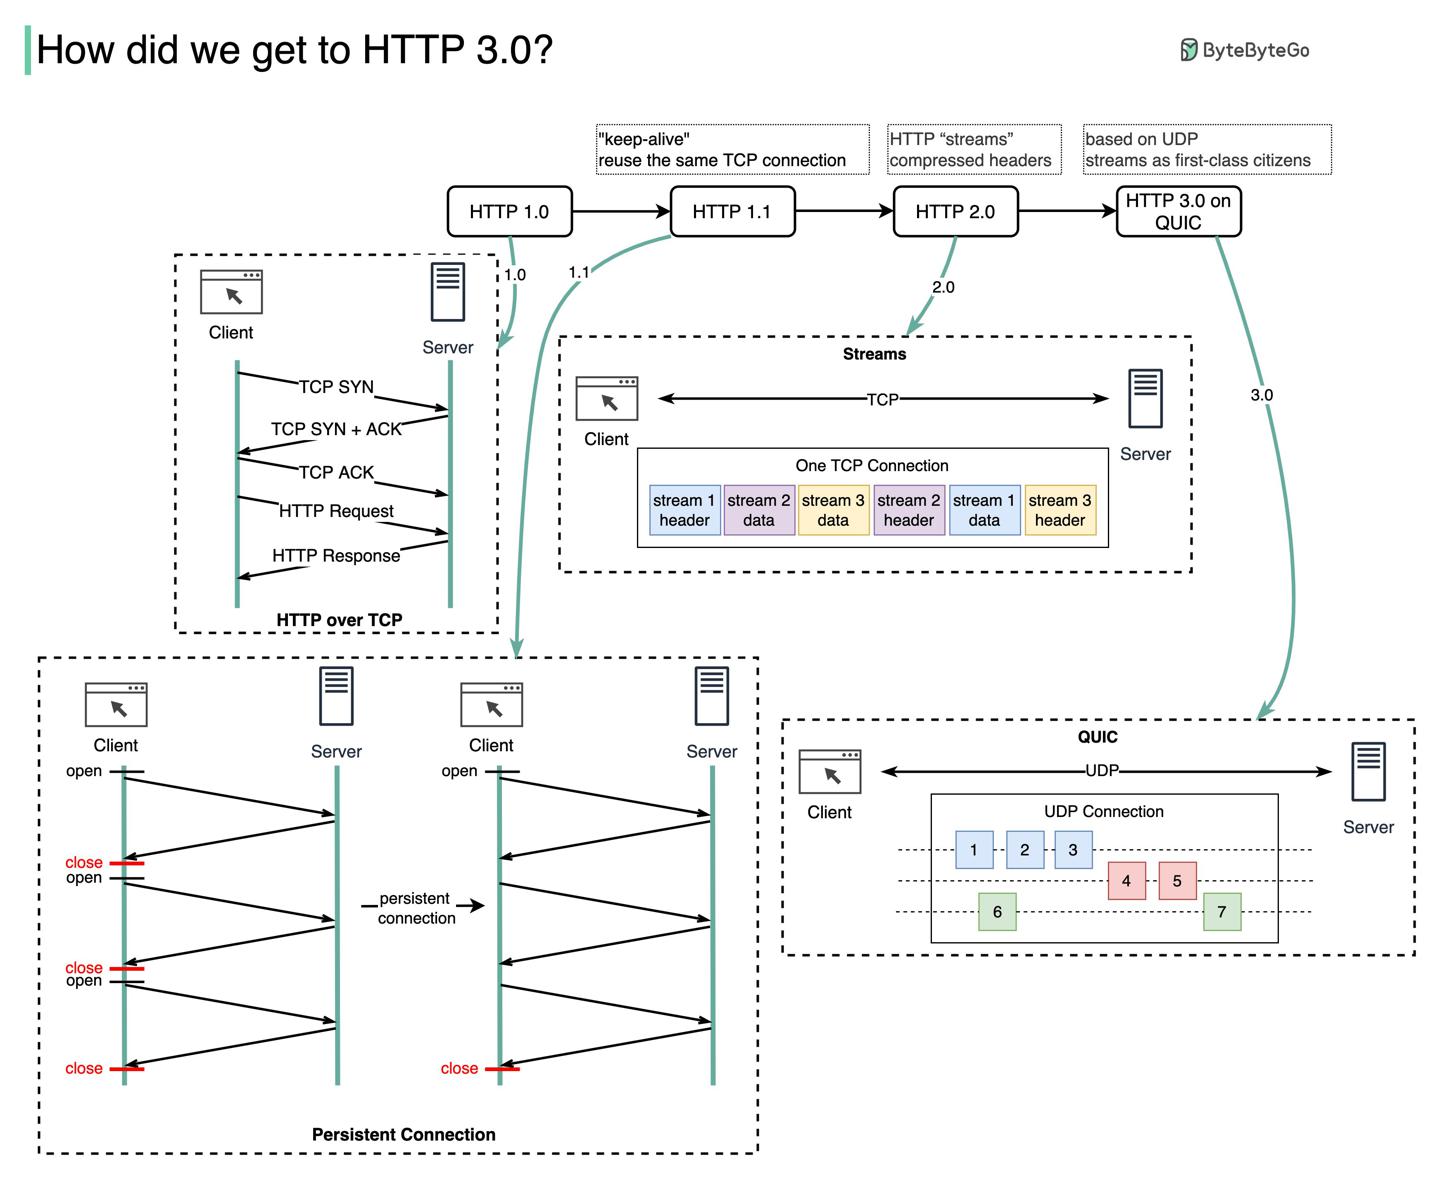 How did we get to HTTP 3.0?
ByteByteGo
"keep-alive"
reuse the same TCP connection
HTTP “streams”
compressed headers
based on UDP
streams as first-class citizens
HTTP 1.0
HTTP 1.1
HTTP 2.0
HTTP 3.0 on
QUIC
1.0
1.1
2.0
3.0
Client
Server
TCP SYN
TCP SYN + ACK
TCP ACK
HTTP Request
HTTP Response
HTTP over TCP
Streams
TCP
Client
Server
One TCP Connection
stream 1
header
stream 2
data
stream 3
data
stream 2
header
stream 1
data
stream 3
header
Client
Server
open
close
open
close
open
close
persistent
connection
Client
Server
open
close
Persistent Connection
QUIC
UDP
Client
Server
UDP Connection
1
2
3
4
5
6
7